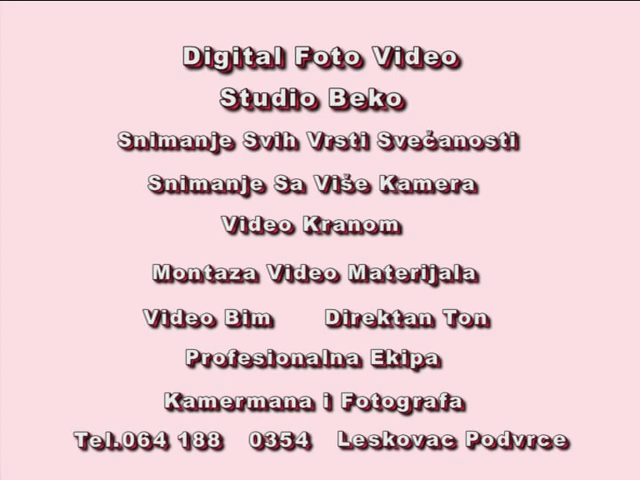 Digital Foto Video
Studio Beko
Snimanje Svih Vrsti Svečanosti
Snimanje Sa Više Kamera
Video Kranom
Montaza Video Materijala
Video Bim Direktan Ton
Profesionalna Ekipa
Kamermana i Fotografa
Tel.064 188 0354 Leskovac Podvrce